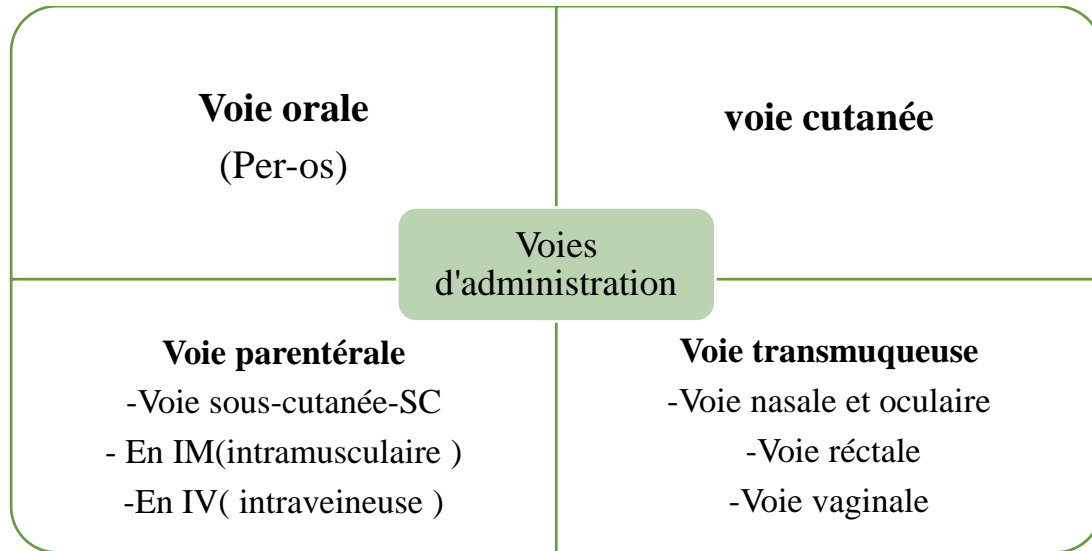 Voie orale
(Per-os)
voie cutanée
Voies
d'administration
Voie parentérale
-Voie sous-cutanée-SC
- En IM(intramusculaire )
-En IV( intraveineuse )
Voie transmuqueuse
-Voie nasale et oculaire
-Voie réctale
-Voie vaginale